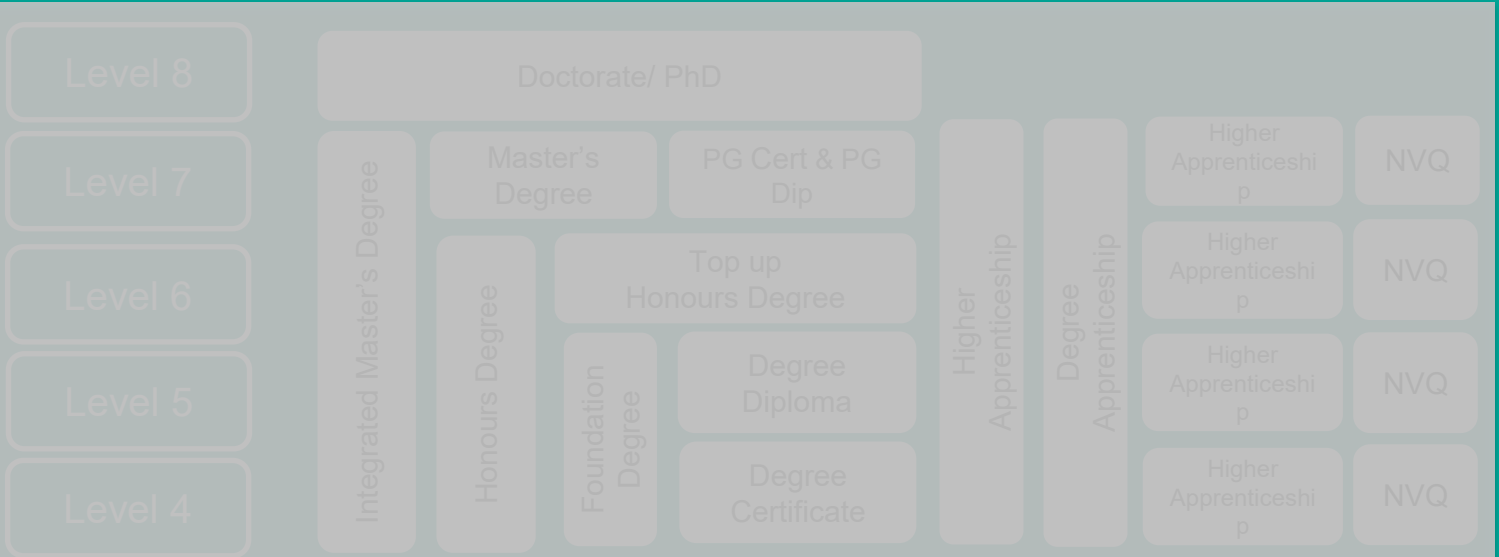 Level 8
Doctorate/ PhD
Level 7
Integrated Master's Degree
Master's
Degree
PG Cert & PG
Dip
Higher
Apprenticeship
Degree
Apprenticeship
Higher
Apprenticeshi
p
NVQ
Level 6
Honours Degree
Top up
Honours Degree
Higher
Apprenticeshi
p
NVQ
Level 5
Foundation
Degree
Degree
Diploma
Higher
Apprenticeshi
p
NVQ
Level 4
Degree
Certificate
Higher
Apprenticeshi
p
NVQ